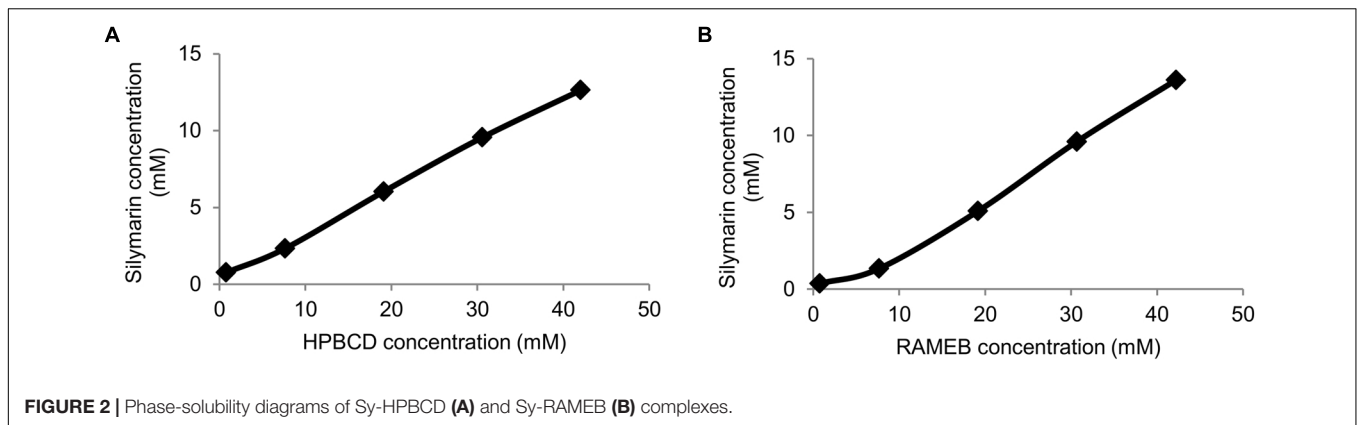 A
Silymarin concentration
(mM)
15
10
5
0
0 10 20 30 40 50
HPBCD concentration (mM)
B
Silymarin concentration
(mM)
15
10
5
0
0 10 20 30 40 50
RAMEB concentration (mM)
FIGURE 2 | Phase-solubility diagrams of Sy-HPBCD (A) and Sy-RAMEB (B) complexes.